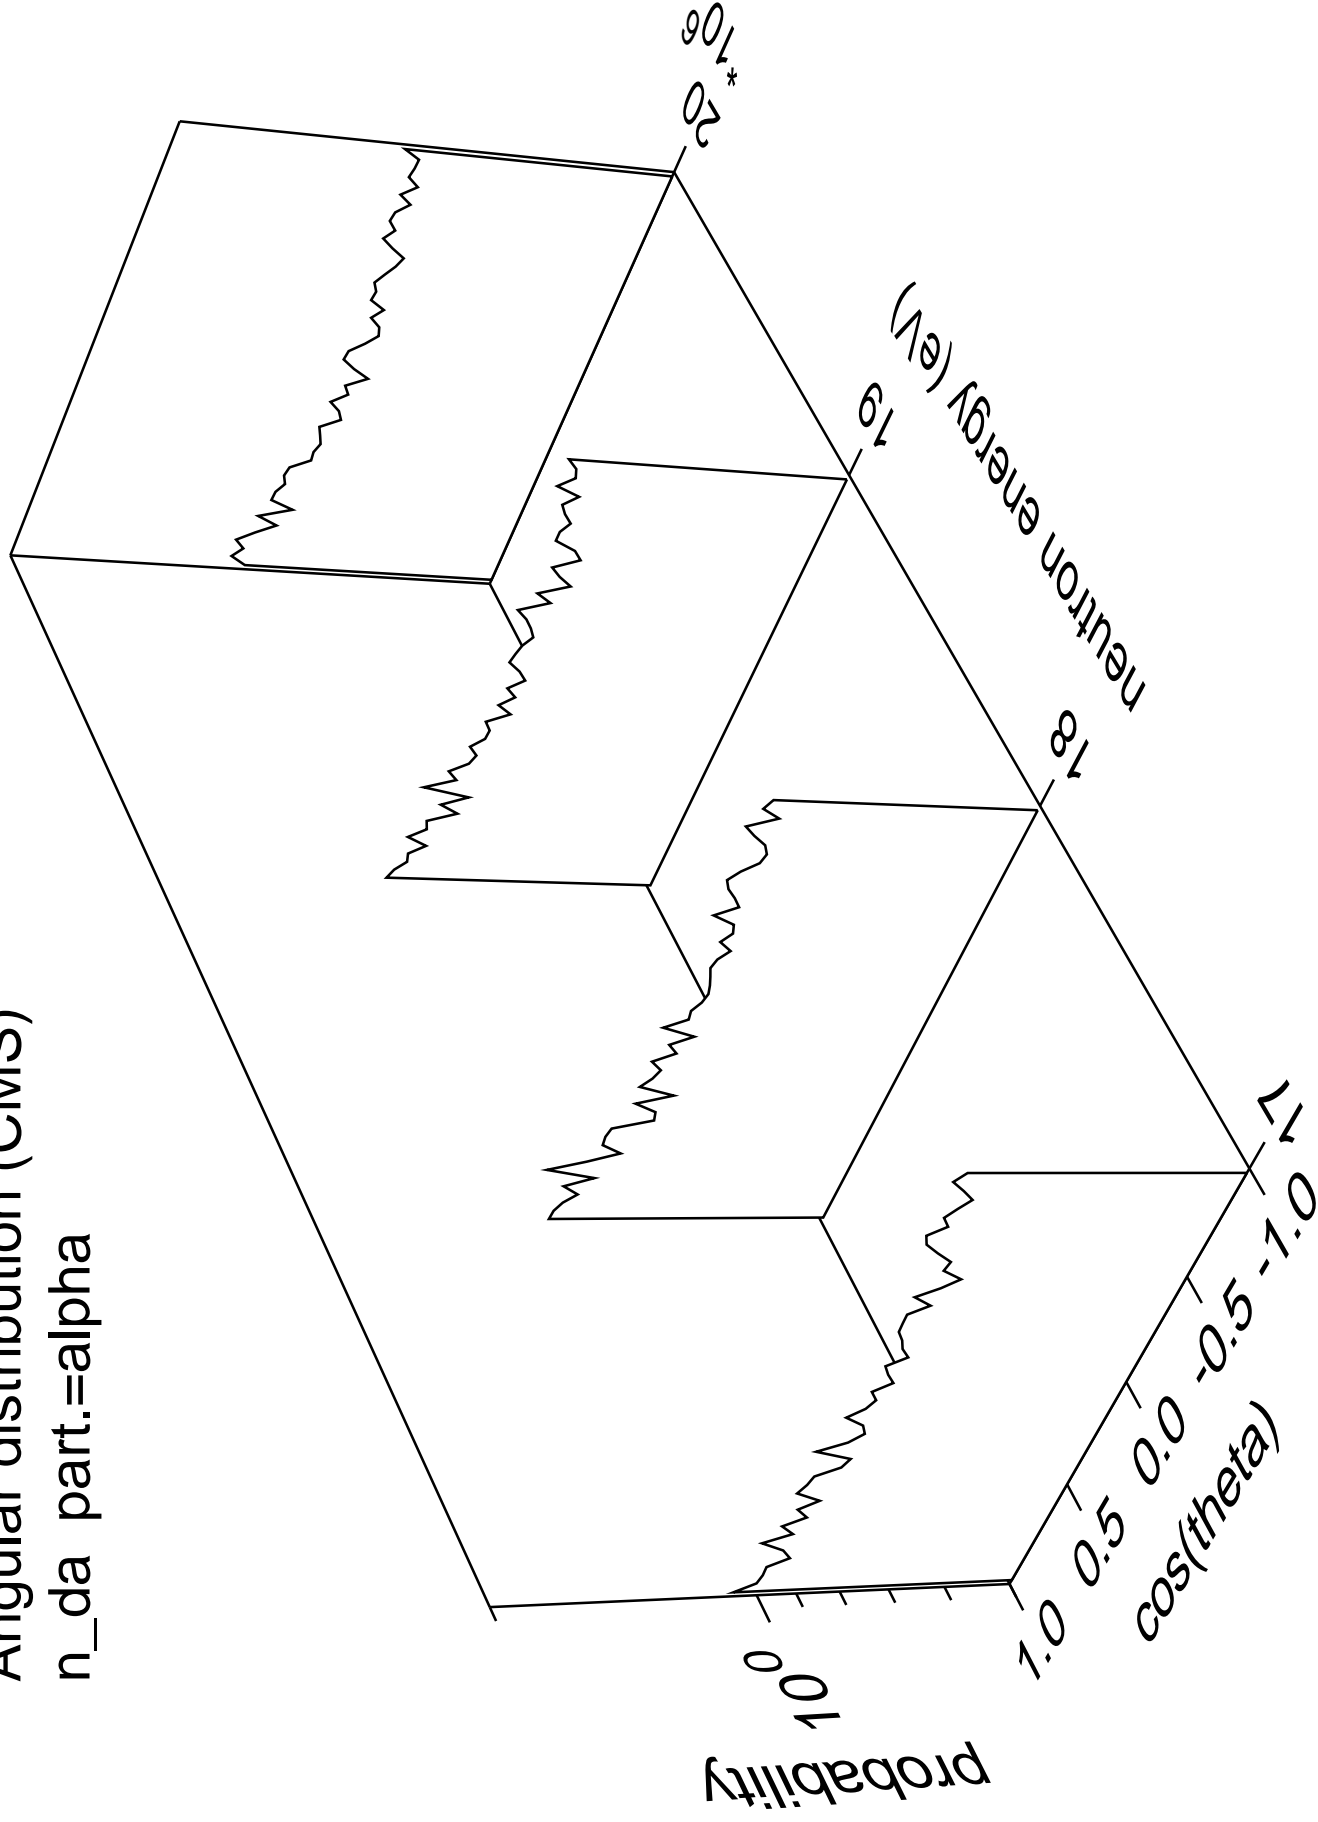 Angular distribution (CMS)
n_da part.=alpha
probability
10^0
1.0
0.5
0.0
-0.5
-1.0
cos(theta)
17
18
19
20
*10^6
neutron energy (eV)